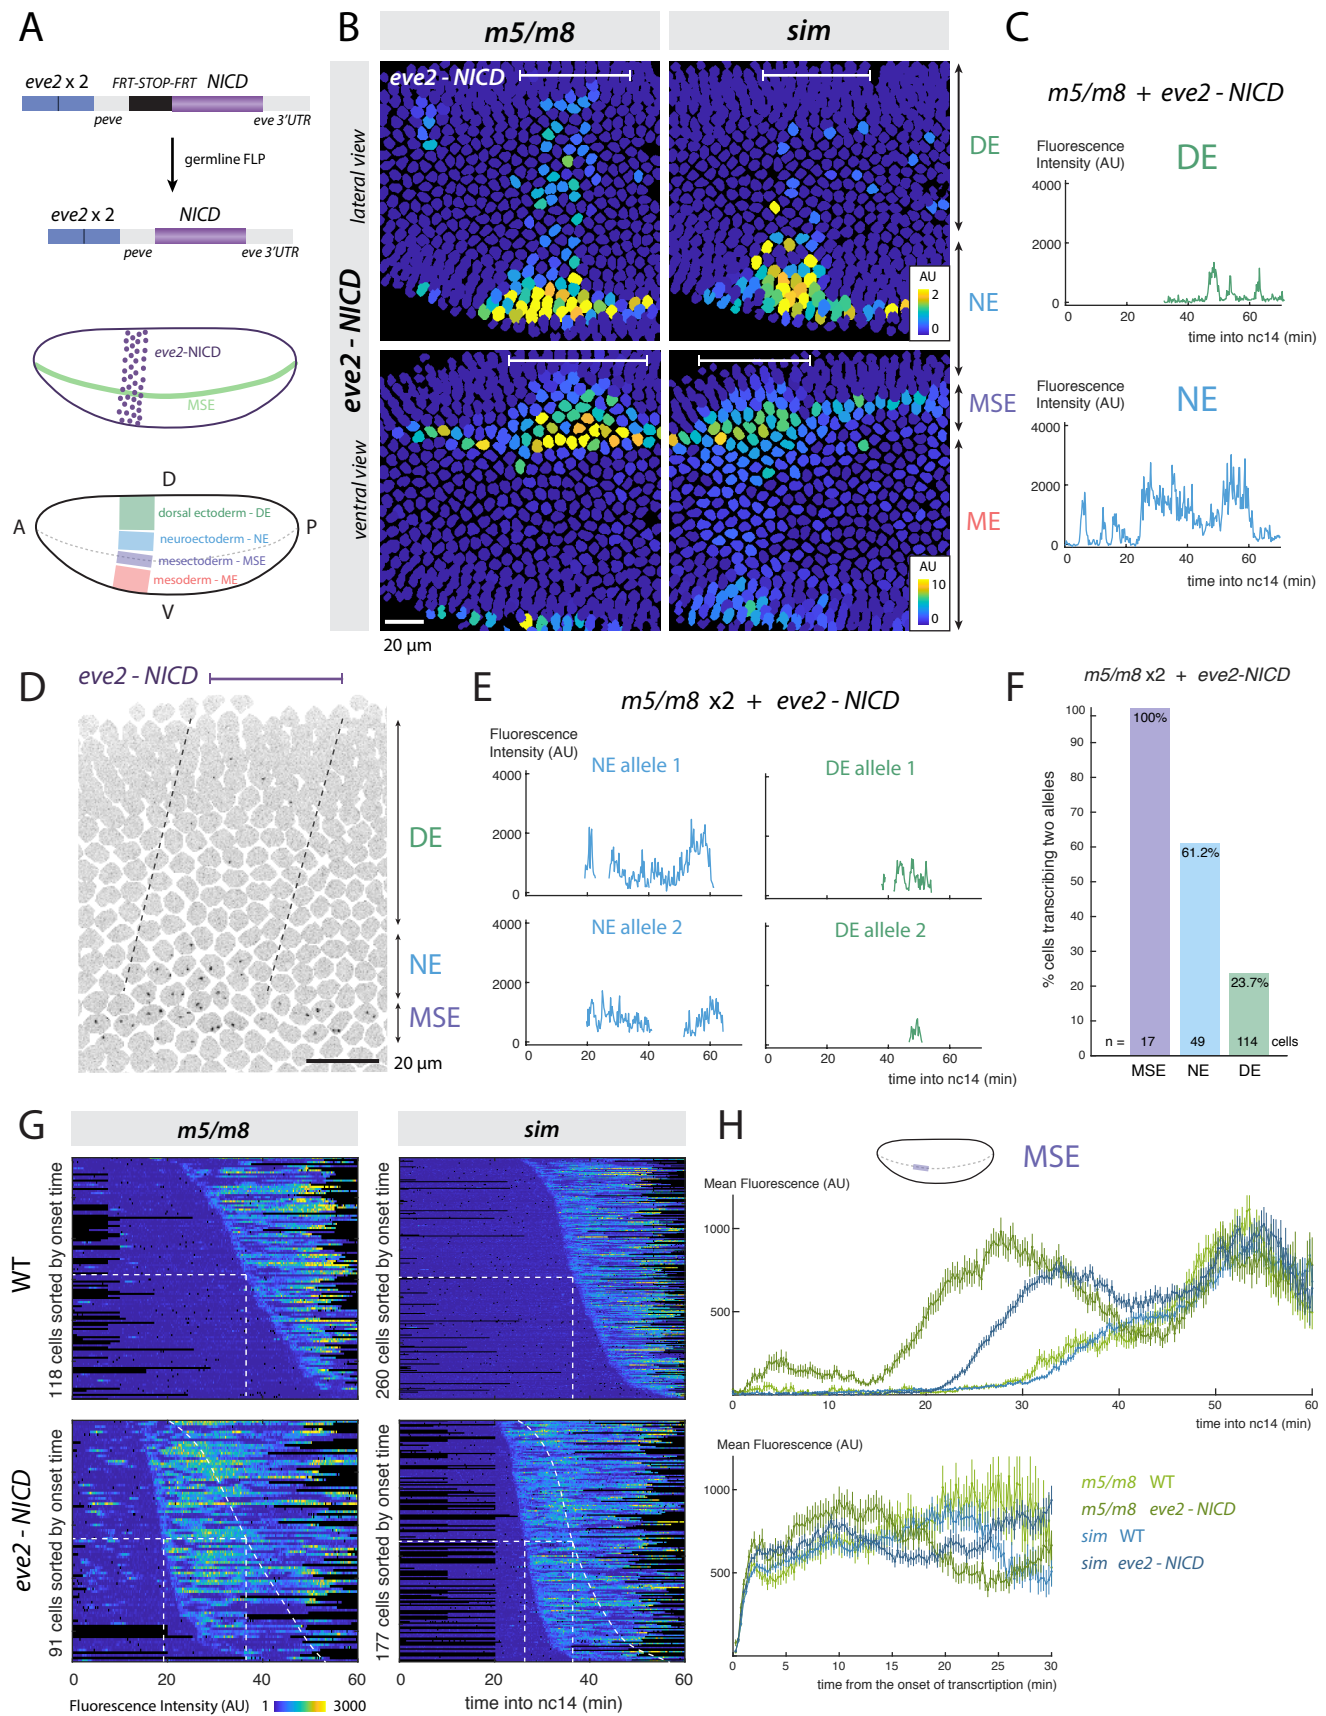 A
eve2 x 2
FRT-STOP-FRT
NICD
peve
eve 3'UTR
germline FLP
eve2 x 2
NICD
peve
eve 3'UTR
eve2-NICD
MSE
D
A
P
dorsal ectoderm - DE
neuroectoderm - NE
mesectoderm - MSE
mesoderm - ME
V
B
m5/m8
sim
eve2 - NICD
lateral view
ventral view
eve2 - NICD
AU
2
0
AU
10
0
20 µm
DE
NE
MSE
ME
C
m5/m8 + eve2 - NICD
Fluorescence
Intensity (AU)
DE
4000
2000
0
0 20 40 60
time into nc14 (min)
Fluorescence
Intensity (AU)
NE
4000
2000
0
0 20 40 60
time into nc14 (min)
D
eve2 - NICD
DE
NE
MSE
20 µm
E
m5/m8 x2 + eve2 - NICD
Fluorescence
Intensity (AU)
NE allele 1
DE allele 1
4000
2000
0
NE allele 2
DE allele 2
4000
2000
0
0 20 40 60
0 20 40 60
time into nc14 (min)
F
m5/m8 x2 + eve2-NICD
% cells transcribing two alleles
100
90
80
70
60
50
40
30
20
10
0
100%
61.2%
23.7%
n = 17 49 114 cells
MSE NE DE
G
m5/m8
sim
WT
118 cells sorted by onset time
260 cells sorted by onset time
0 20 40 60
0 20 40 60
eve2 - NICD
91 cells sorted by onset time
177 cells sorted by onset time
0 20 40 60
0 20 40 60
Fluorescence Intensity (AU) 1 3000
time into nc14 (min)
H
MSE
Mean Fluorescence (AU)
1000
500
0 10 20 30 40 50 60
time into nc14 (min)
Mean Fluorescence (AU)
1000
500
0 5 10 15 20 25 30
time from the onset of transcrtiption (min)
m5/m8 WT
m5/m8 eve2 - NICD
sim WT
sim eve2 - NICD